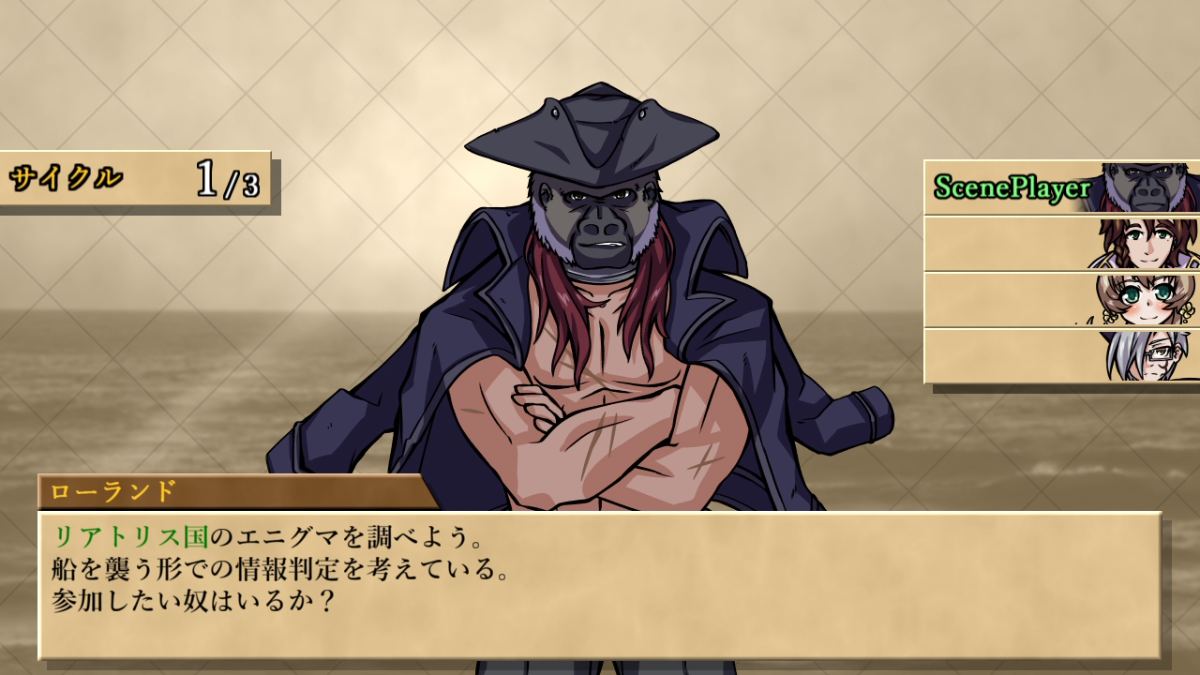 サイクル 1/3
ScenePlayer
ローランド
リアトリス国のエニグマを調べよう。
船を襲う形での情報判定を考えている。
参加したい奴はいるか？